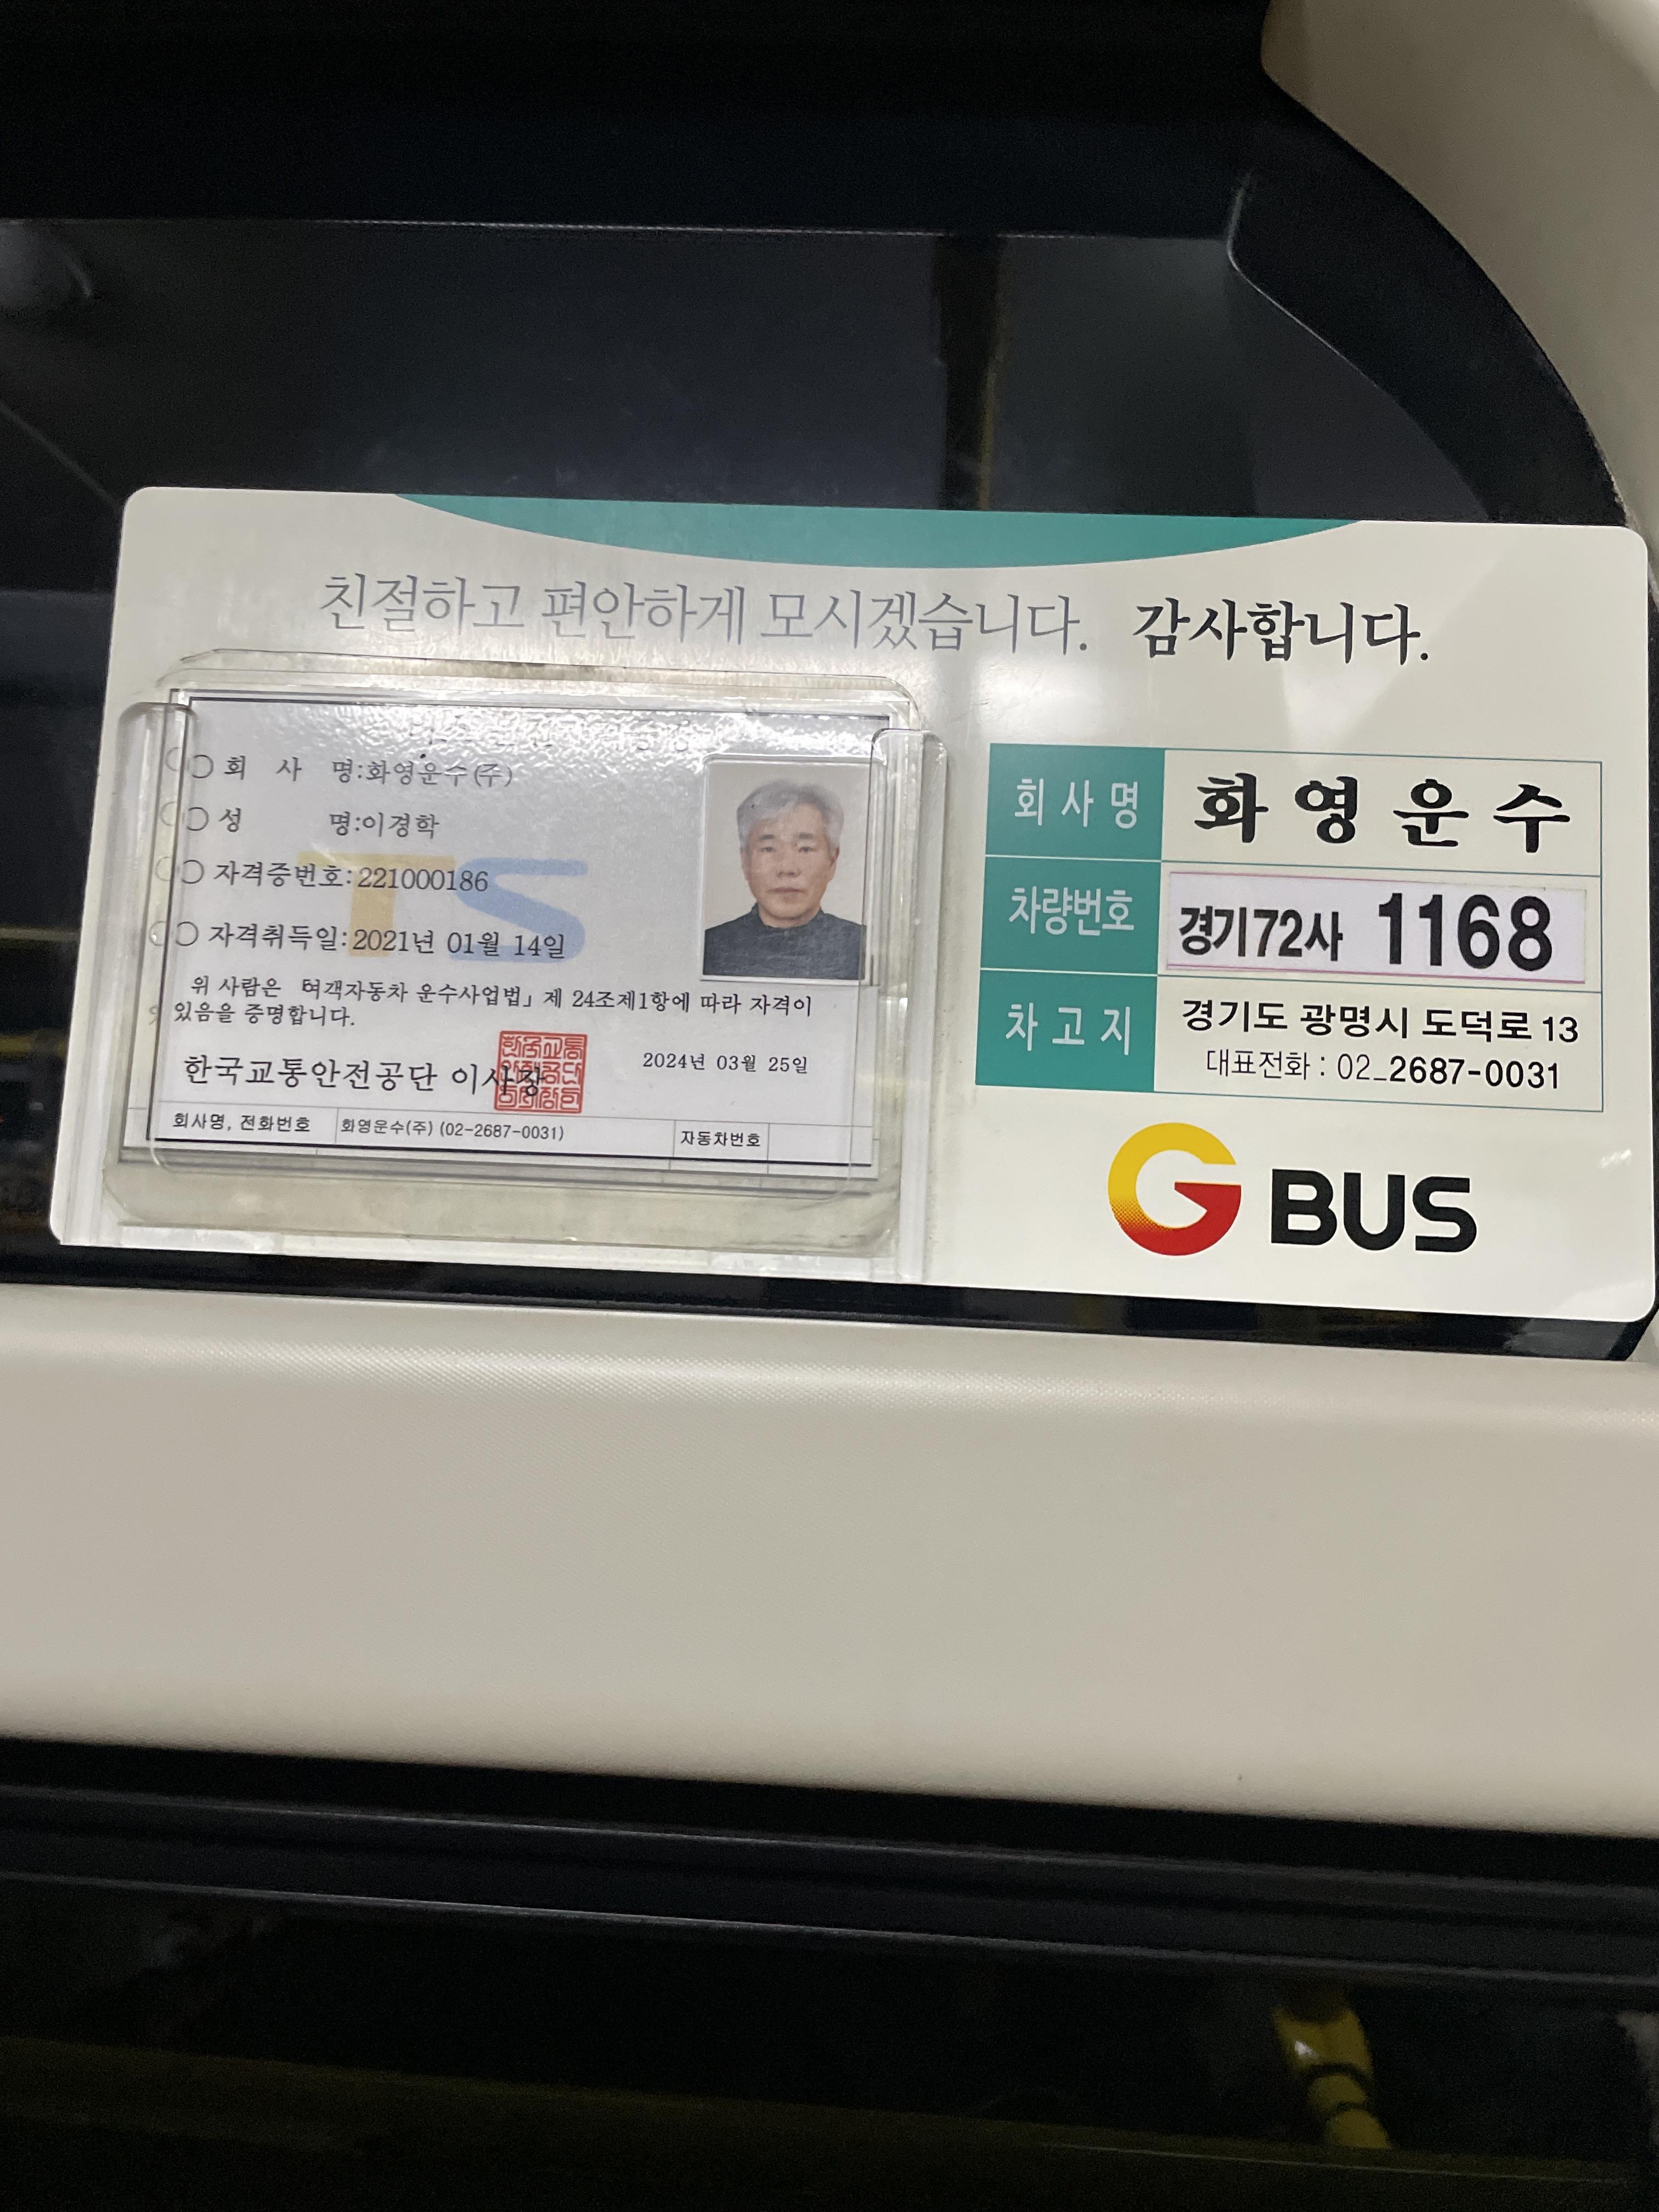 친절하고 편안하게 모시겠습니다. 감사합니다.
○ 회 사 명:화영운수(주)
○ 성 명:이경학
○ 자격증번호:221000186
○ 자격취득일:2021년 01월 14일
위 사람은 「여객자동차 운수사업법」제 24조제1항에 따라 자격이
있음을 증명합니다.
2024년 03월 25일
한국교통안전공단 이사장
회사명, 전화번호 화영운수(주) (02-2687-0031) 자동차번호
TS
회사명 화영운수
차량번호 경기72사 1168
차고지 경기도 광명시 도덕로 13
대표전화 : 02_2687-0031
G BUS